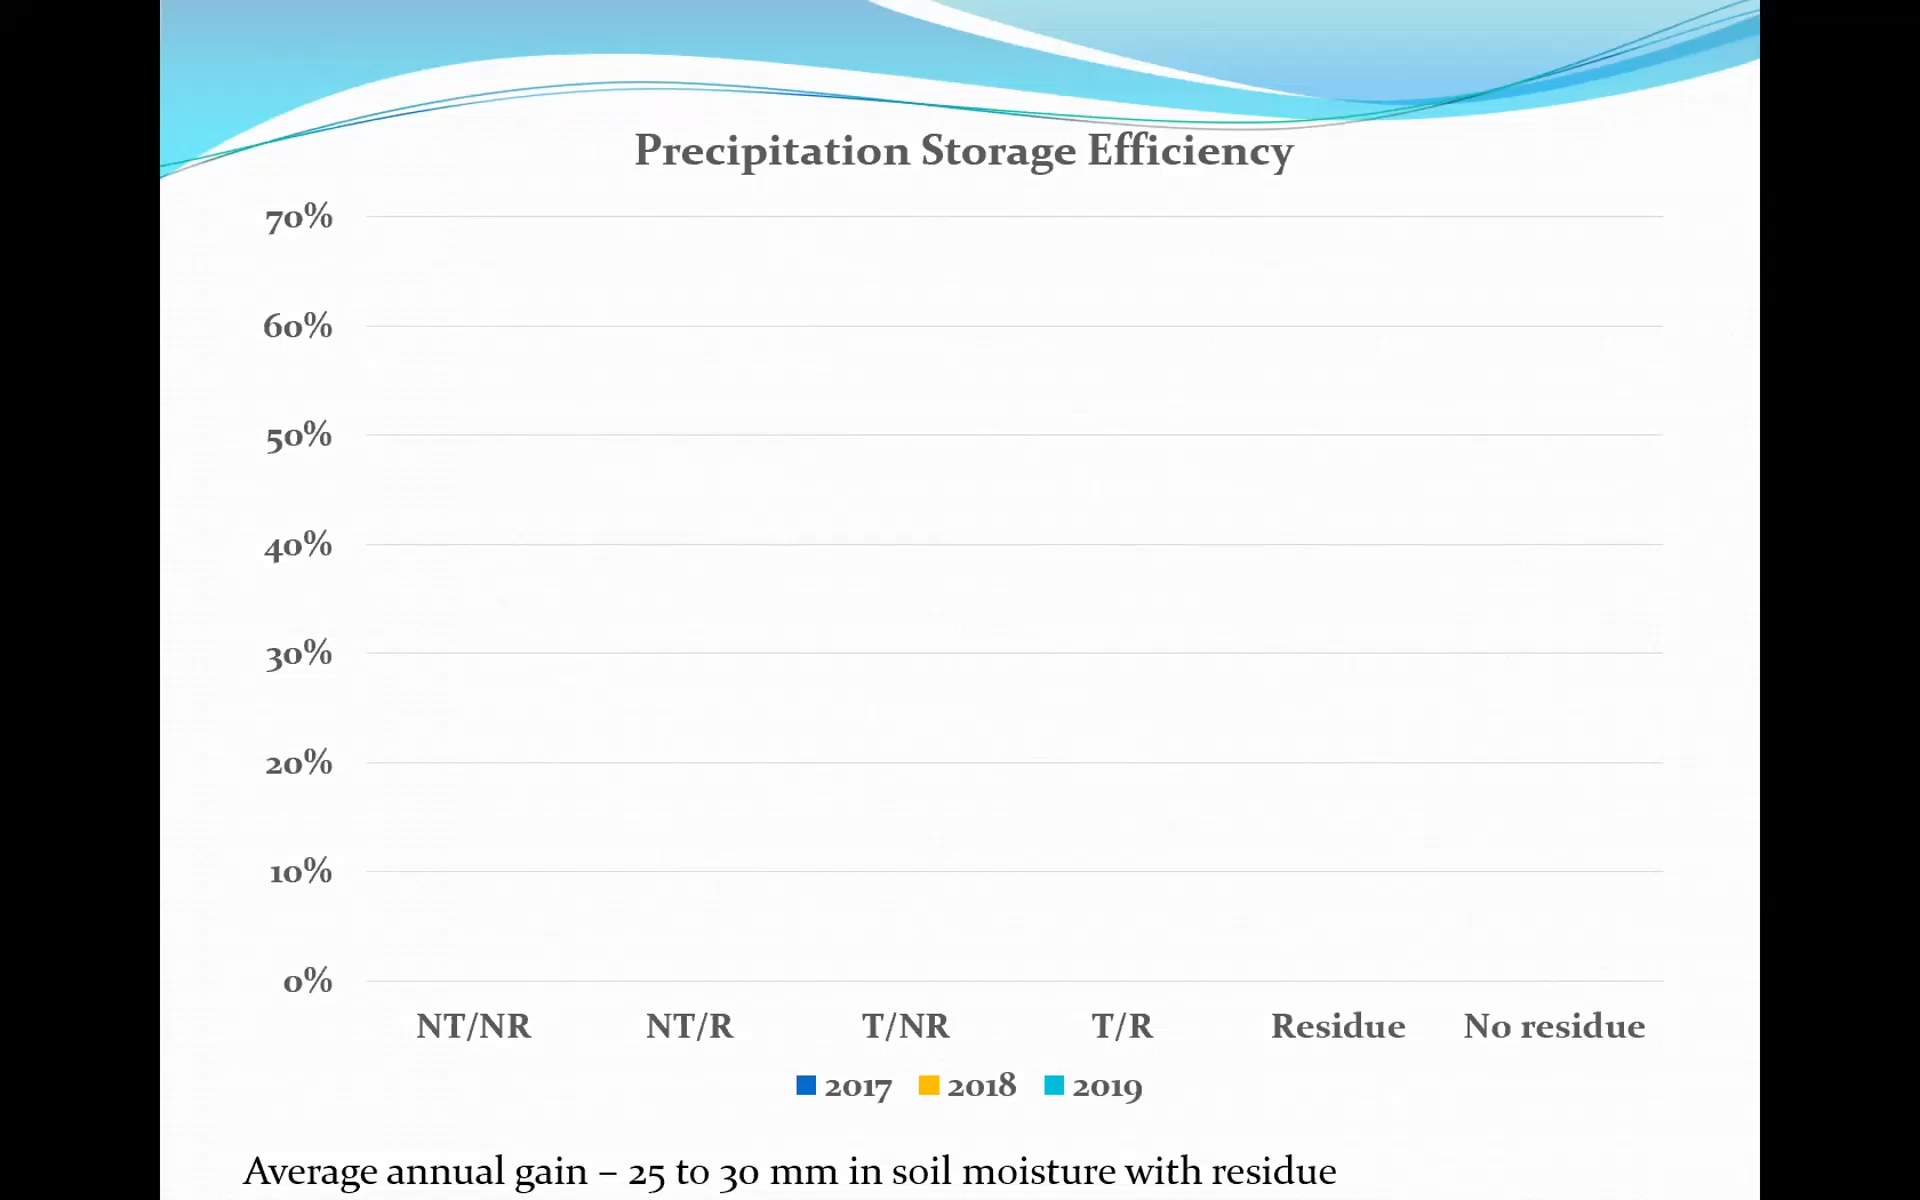 Precipitation Storage Efficiency
70%
60%
50%
40%
30%
20%
10%
0%
NT/NR NT/R T/NR T/R Residue No residue
2017 2018 2019
Average annual gain – 25 to 30 mm in soil moisture with residue